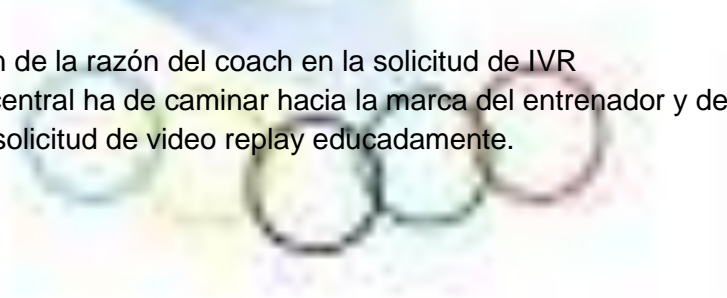 n de la razón del coach en la solicitud de IVR
central ha de caminar hacia la marca del entrenador y de
solicitud de video replay educadamente.